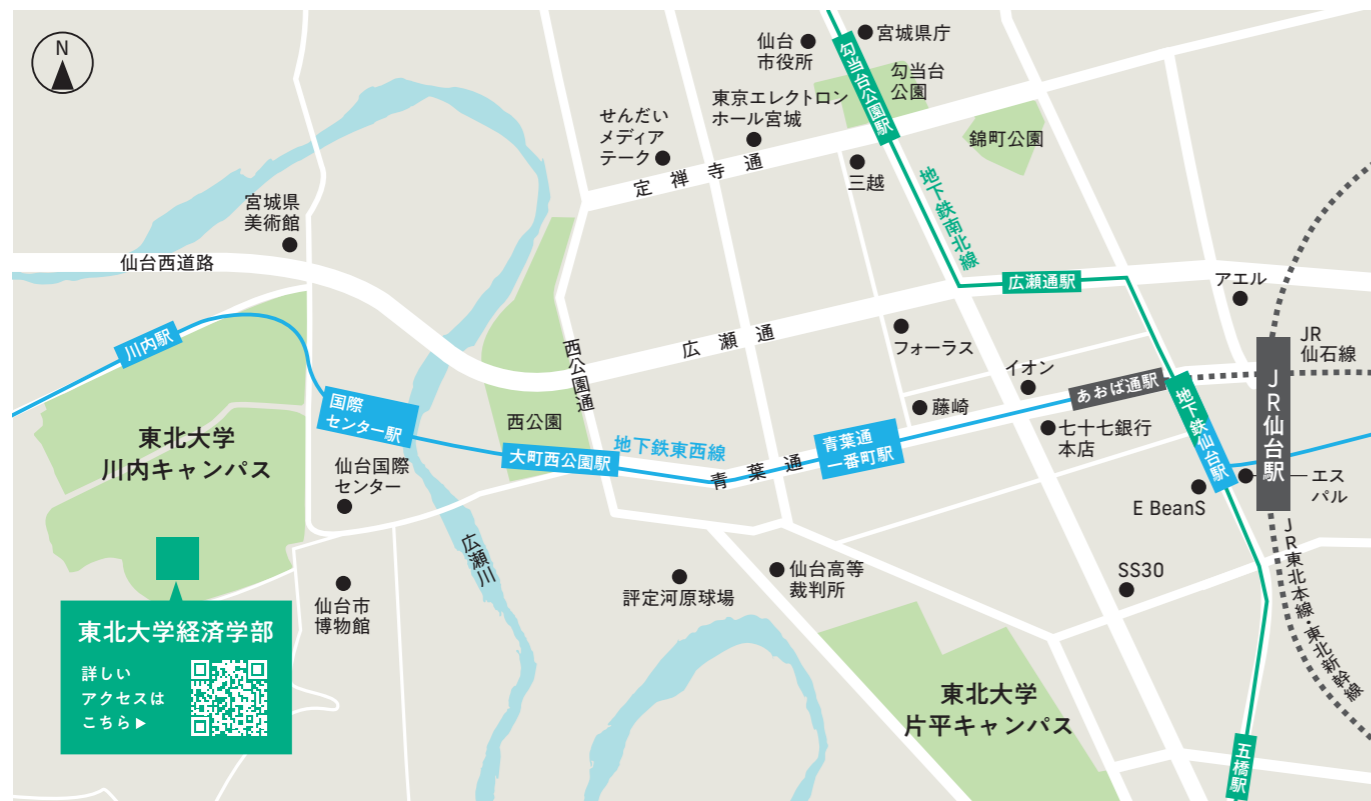 N
仙台
市役所
宮城県庁
勾当台公園駅
勾当台
公園
東京エレクトロン
ホール宮城
せんだい
メディア
テーク
錦町公園
定禅寺通
三越
地下鉄南北線
宮城県
美術館
仙台西道路
広瀬通駅
アエル
川内駅
西公園通
広瀬通
フォーラス
イオン
JR
仙石線
JR仙台駅
あおば通駅
国際
センター駅
西公園
藤崎
地下鉄仙台駅
東北大学
川内キャンパス
大町西公園駅
地下鉄東西線
青葉通
青葉通
一番町駅
七十七銀行
本店
仙台国際
センター
E BeanS
エス
パル
広瀬川
仙台市
博物館
評定河原球場
仙台高等
裁判所
SS30
JR東北本線・東北新幹線
東北大学経済学部
詳しい
アクセスは
こちら▶
東北大学
片平キャンパス
五橋駅